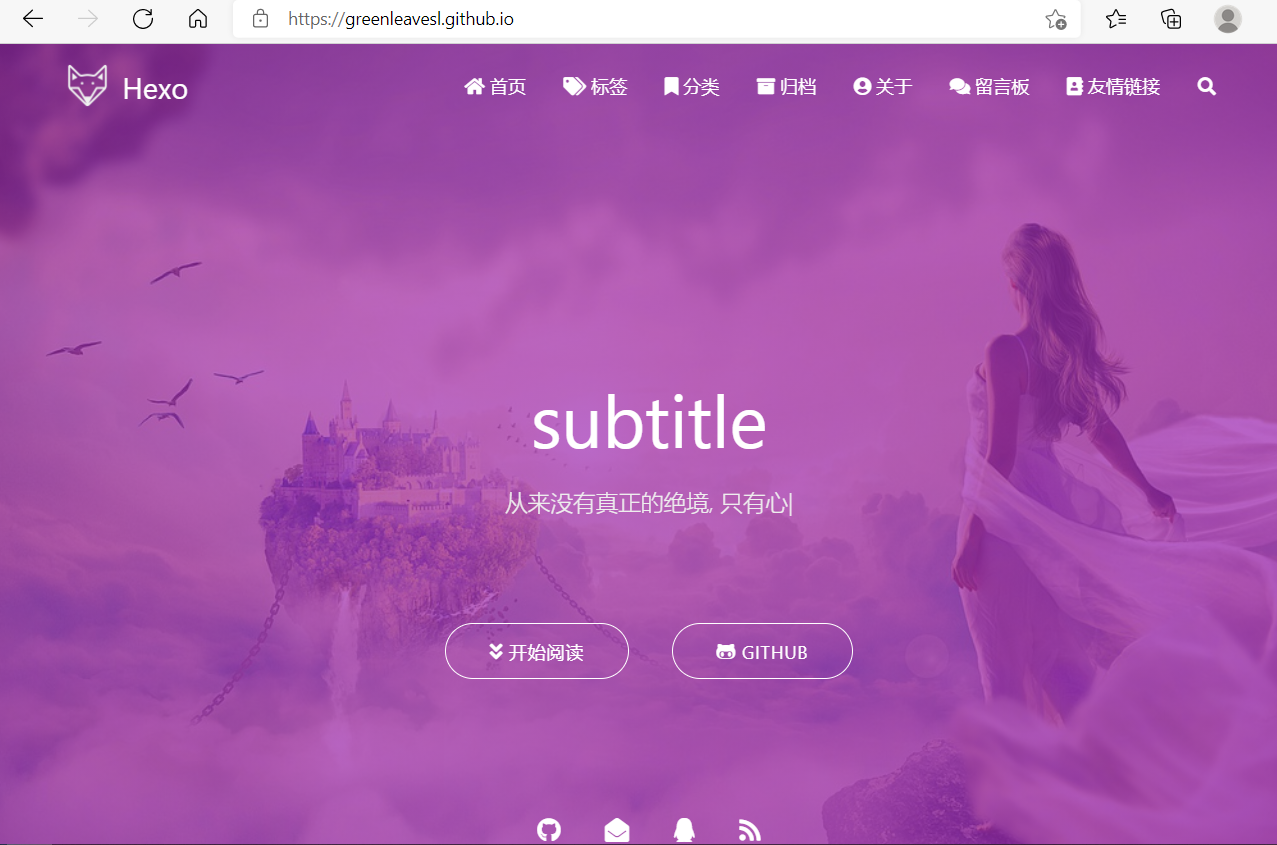 https://greenleavesl.github.io
Hexo 首页 标签 分类 归档 关于 留言板 友情链接
subtitle
从来没有真正的绝境, 只有心|
开始阅读 GITHUB